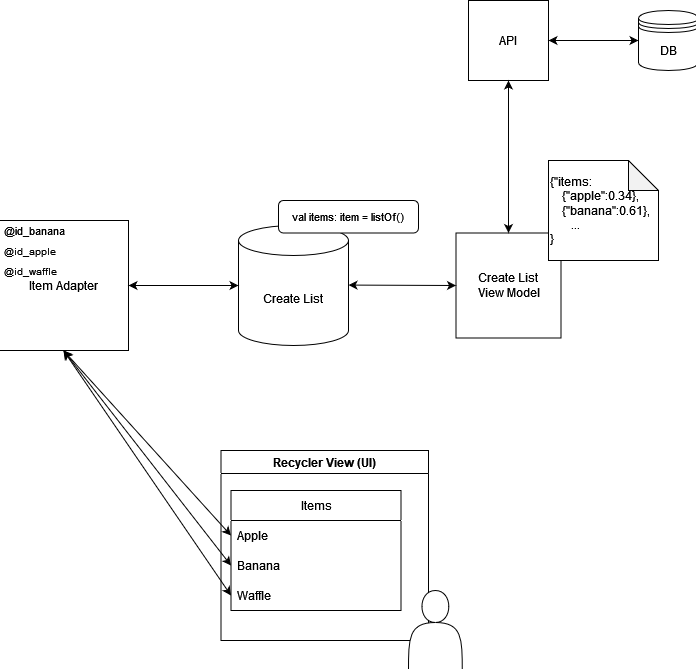 API
DB
{"items:
{"apple":0.34},
{"banana":0.61},
...
}
val items: item = listOf()
@id_banana
@id_apple
@id_waffle
Item Adapter
Create List
Create List
View Model
Recycler View (UI)
Items
Apple
Banana
Waffle